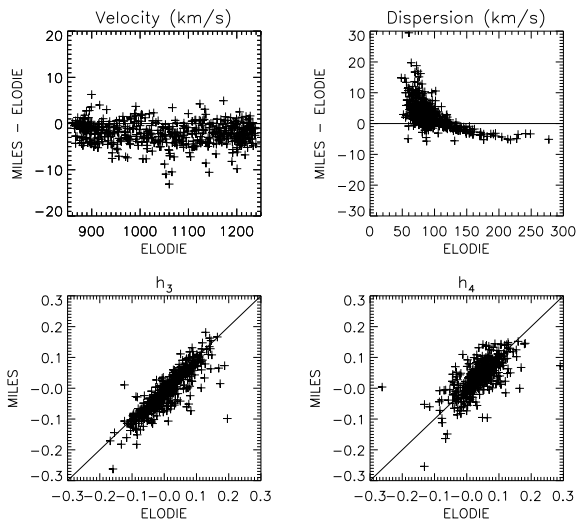 Velocity (km/s)
MILES − ELODIE
20
10
0
−10
−20
900 1000 1100 1200
ELODIE
Dispersion (km/s)
MILES − ELODIE
30
20
10
0
−10
−20
−30
0 50 100 150 200 250 300
ELODIE
h3
MILES
0.3
0.2
0.1
−0.0
−0.1
−0.2
−0.3
−0.3−0.2−0.1−0.0 0.1 0.2 0.3
ELODIE
h4
MILES
0.3
0.2
0.1
−0.0
−0.1
−0.2
−0.3
−0.3−0.2−0.1−0.0 0.1 0.2 0.3
ELODIE